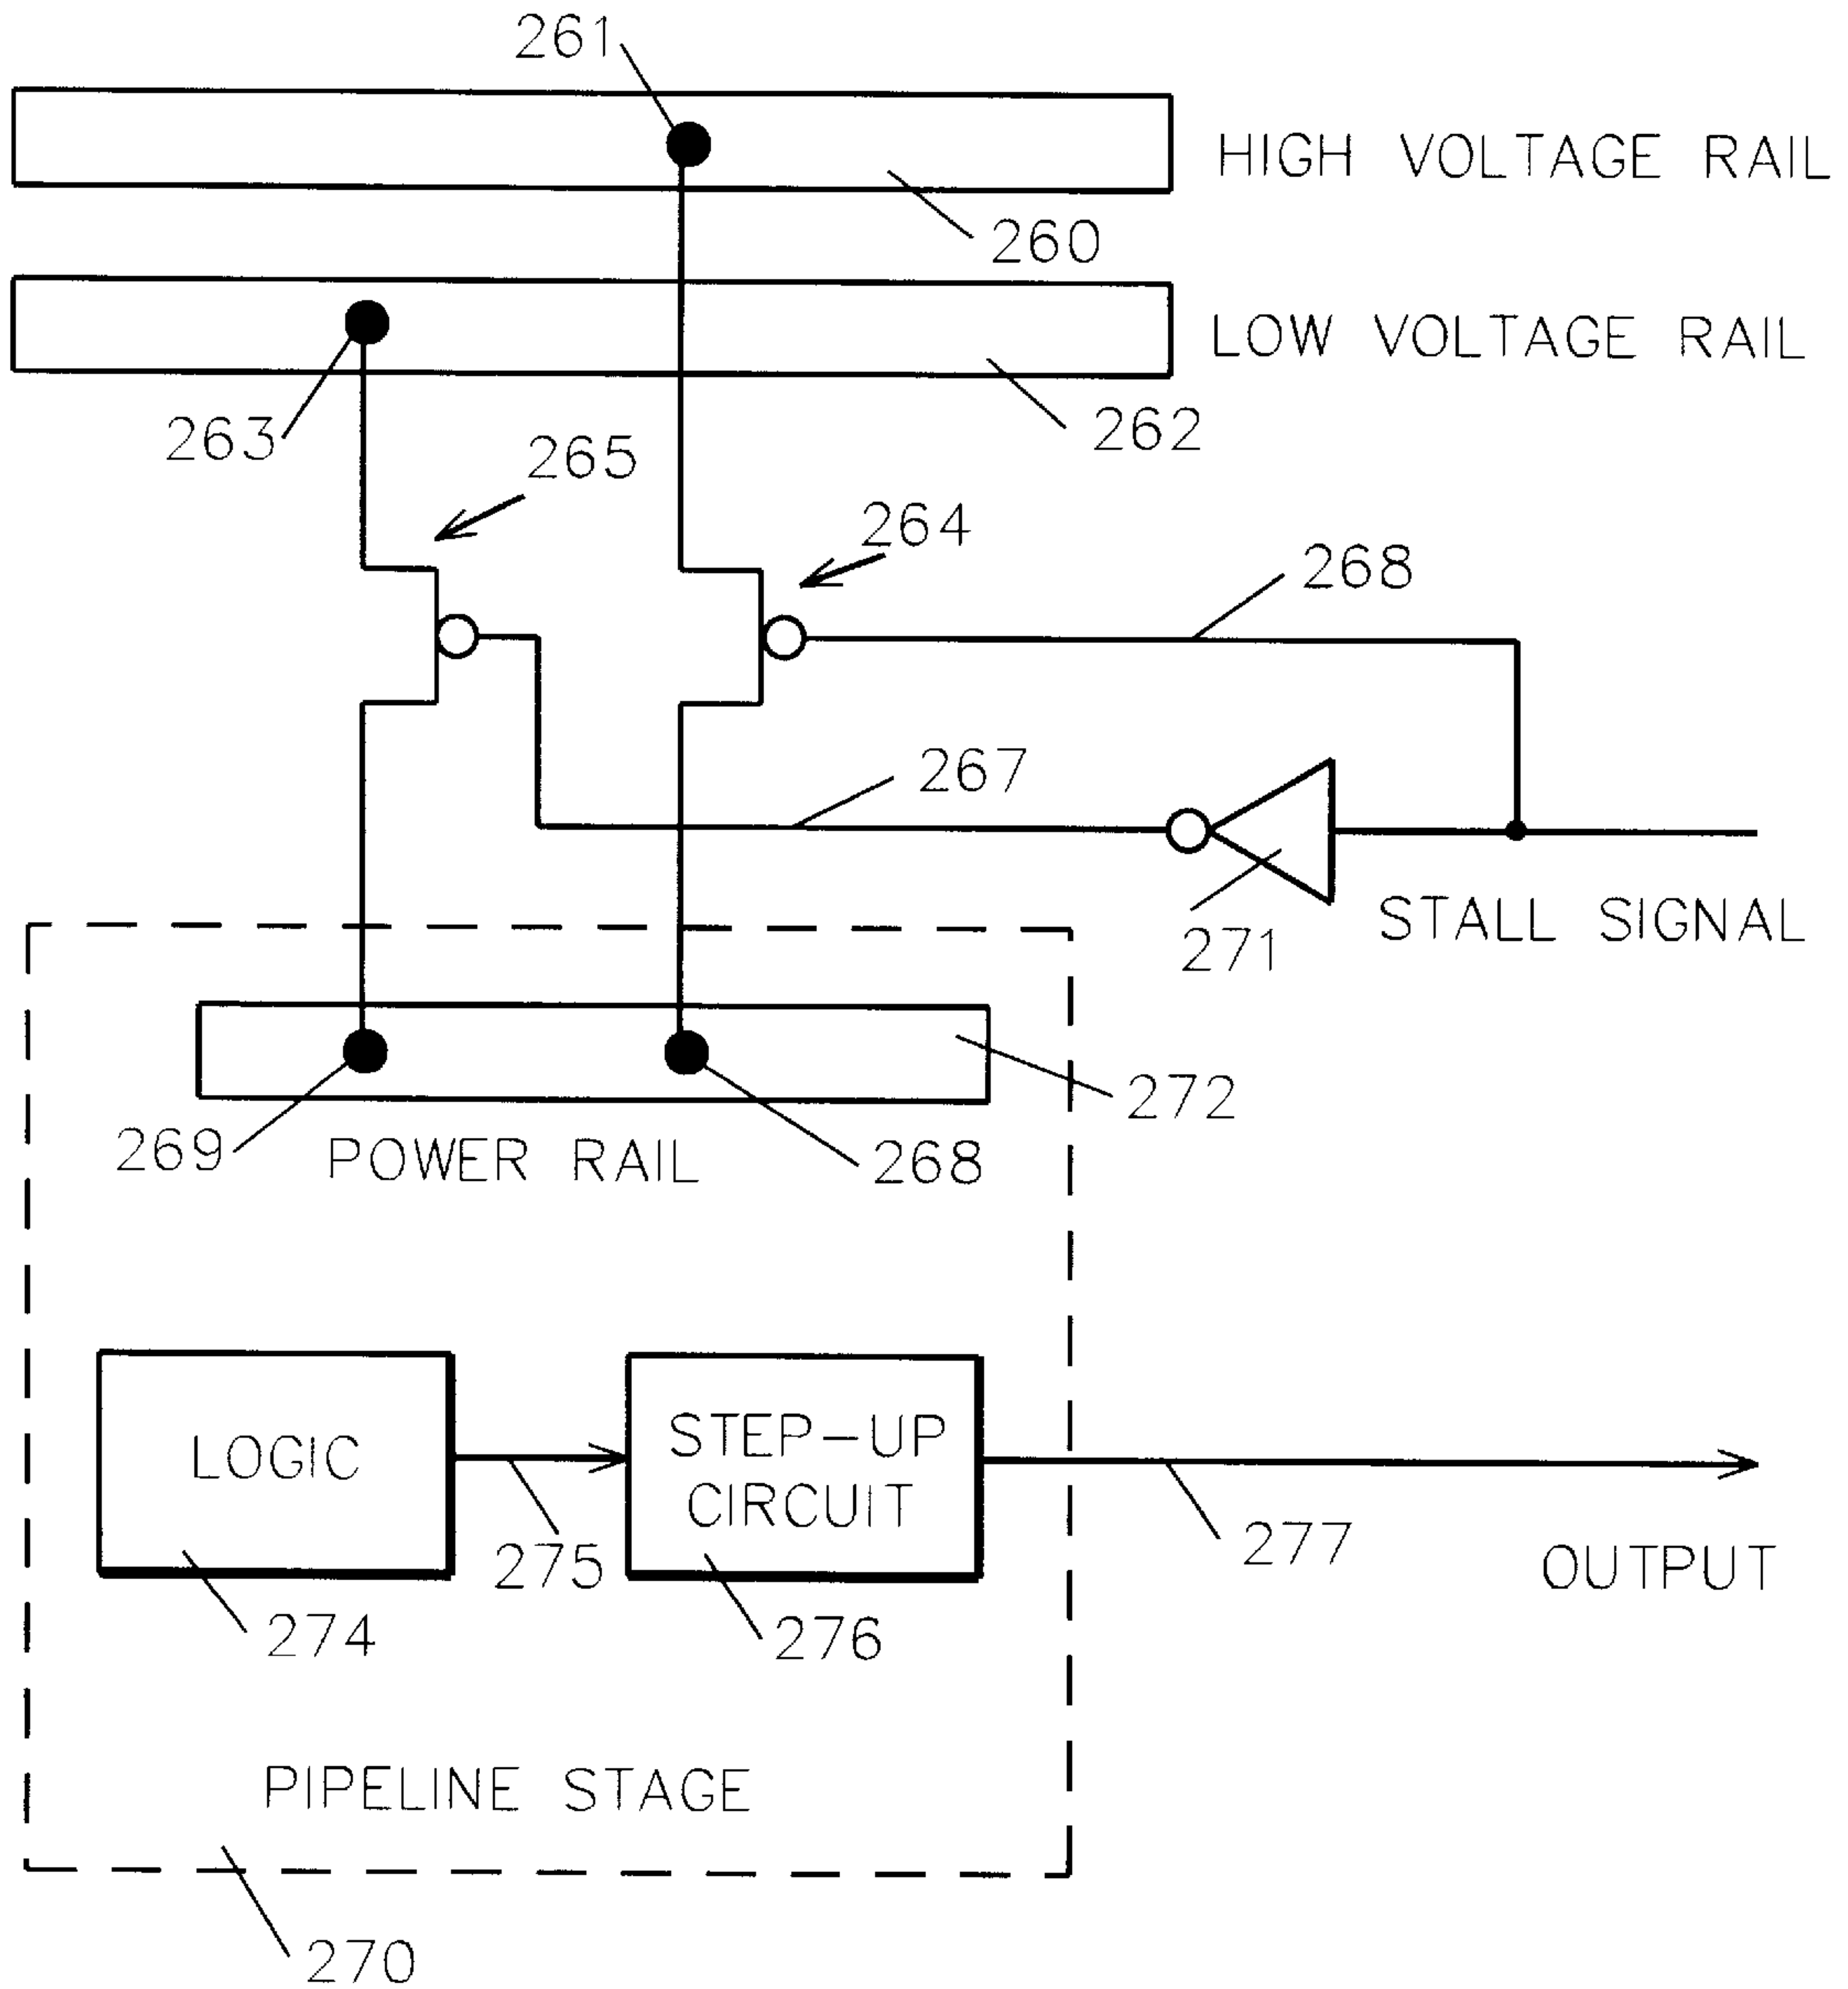 261
HIGH VOLTAGE RAIL
260
LOW VOLTAGE RAIL
263
262
265
264
268
267
271
STALL SIGNAL
272
269
POWER RAIL
268
LOGIC
STEP-UP
CIRCUIT
275
277
OUTPUT
274
276
PIPELINE STAGE
270